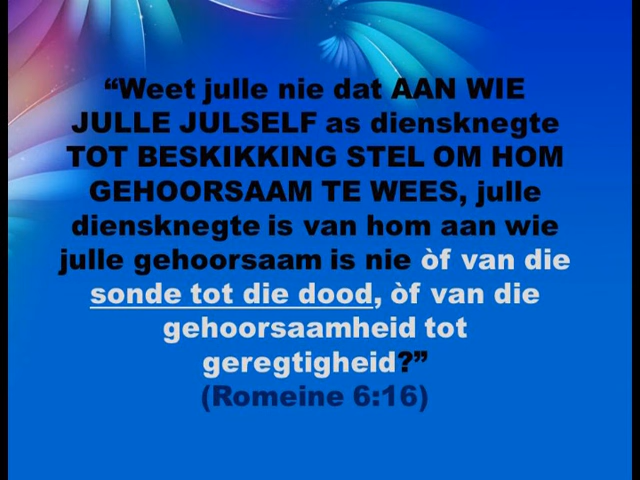 “Weet julle nie dat AAN WIE
JULLE JULSELF as diensknegte
TOT BESKIKKING STEL OM HOM
GEHOORSAAM TE WEES, julle
diensknegte is van hom aan wie
julle gehoorsaam is nie òf van die
sonde tot die dood, òf van die
gehoorsaamheid tot
geregtigheid?”
(Romeine 6:16)